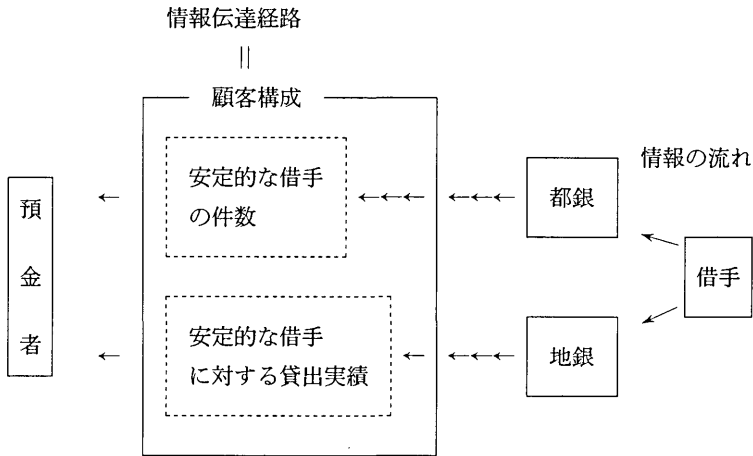 情報伝達経路
||
顧客構成
安定的な借手
の件数
安定的な借手
に対する貸出実績
預
金
者
都銀
地銀
情報の流れ
借手